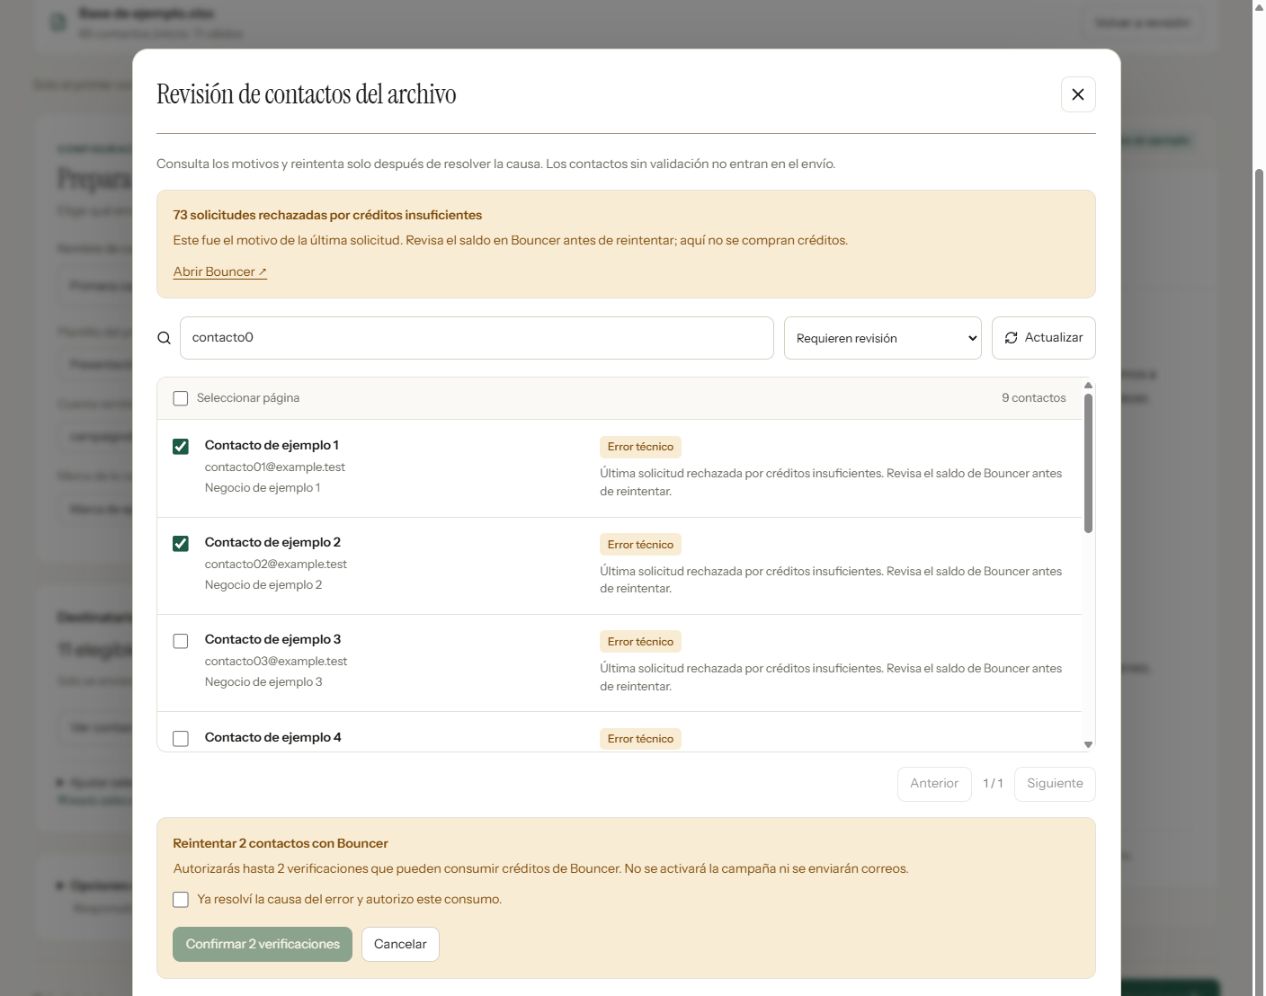 Base de ejemplo.xlsx
Volver a revisión
Revisión de contactos del archivo
Consulta los motivos y reintenta solo después de resolver la causa. Los contactos sin validación no entran en el envío.
73 solicitudes rechazadas por créditos insuficientes
Este fue el motivo de la última solicitud. Revisa el saldo en Bouncer antes de reintentar; aquí no se compran créditos.
Abrir Bouncer ↗
contacto0
Requieren revisión
Actualizar
Seleccionar página
9 contactos
Contacto de ejemplo 1
Error técnico
contacto01@example.test
Última solicitud rechazada por créditos insuficientes. Revisa el saldo de Bouncer antes
de reintentar.
Negocio de ejemplo 1
Contacto de ejemplo 2
Error técnico
contacto02@example.test
Última solicitud rechazada por créditos insuficientes. Revisa el saldo de Bouncer antes
de reintentar.
Negocio de ejemplo 2
Contacto de ejemplo 3
Error técnico
contacto03@example.test
Última solicitud rechazada por créditos insuficientes. Revisa el saldo de Bouncer antes
de reintentar.
Negocio de ejemplo 3
Contacto de ejemplo 4
Error técnico
Anterior
1 / 1
Siguiente
Reintentar 2 contactos con Bouncer
Autorizarás hasta 2 verificaciones que pueden consumir créditos de Bouncer. No se activará la campaña ni se enviarán correos.
Ya resolví la causa del error y autorizo este consumo.
Confirmar 2 verificaciones
Cancelar